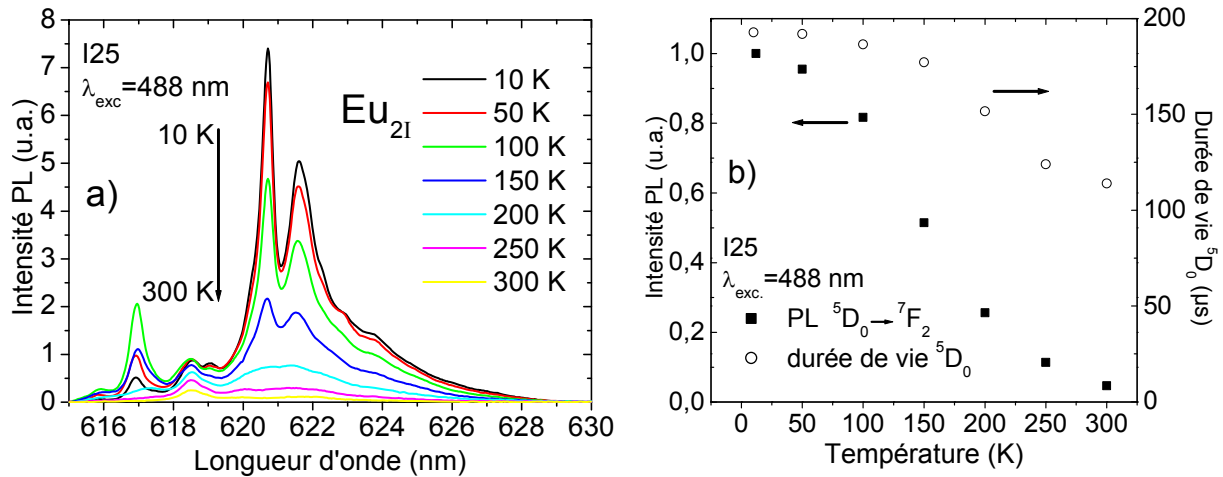 I25
λexc=488 nm
Eu2I
10 K
300 K
a)
10 K
50 K
100 K
150 K
200 K
250 K
300 K
Intensité PL (u.a.)
8
7
6
5
4
3
2
1
0
616 618 620 622 624 626 628 630
Longueur d'onde (nm)
Intensité PL (u.a.)
1,0
0,8
0,6
0,4
0,2
0,0
b)
I25
λexc.=488 nm
PL 5D0→7F2
durée de vie 5D0
0 50 100 150 200 250 300
Température (K)
200
150
100
50
0
Durée de vie 5D0 (µs)